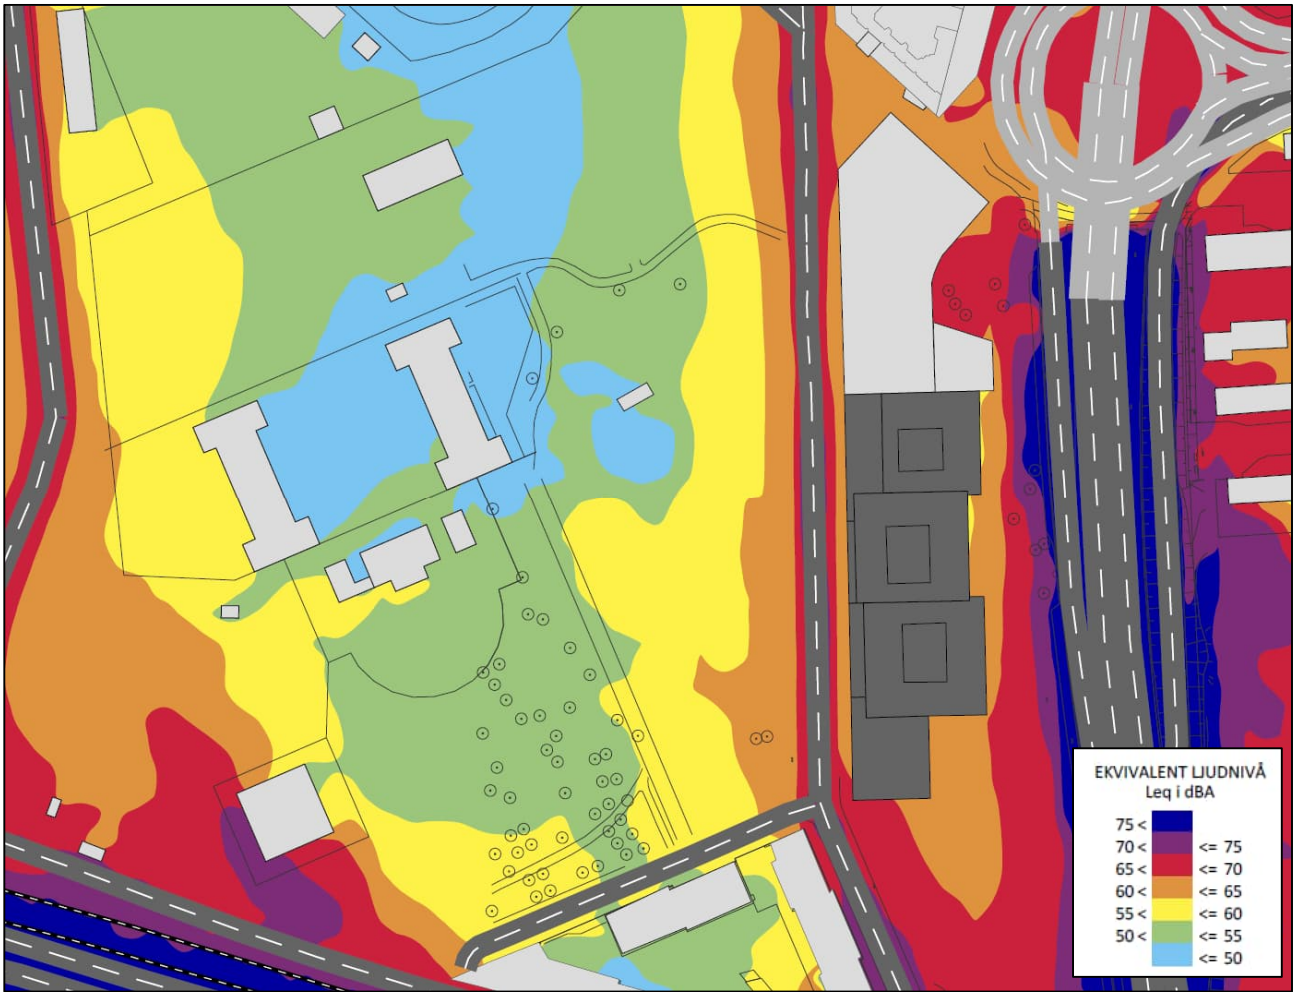 EKVIVALENT LJUDNIVÅ
Leq i dBA
75 <
70 < <= 75
65 < <= 70
60 < <= 65
55 < <= 60
50 < <= 55
<= 50